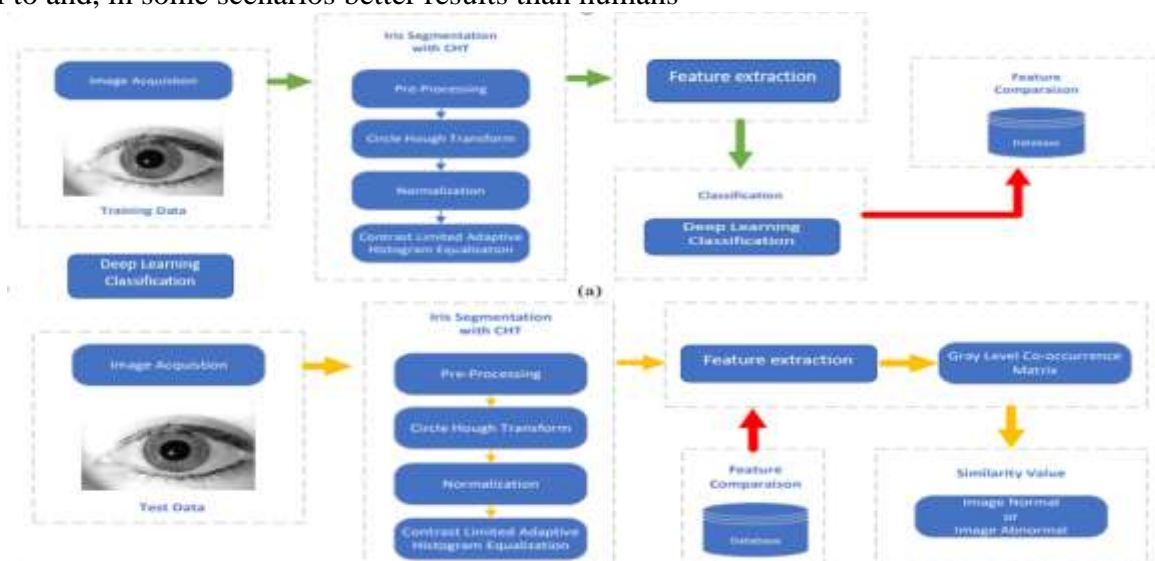 r to and, in some scenarios better results than humans
Image Acquisition
Training Data
Deep Learning
Classification
Iris Segmentation
with CHT
Pre-Processing
Circle Hough Transform
Normalization
Contrast Limited Adaptive
Histogram Equalization
Feature extraction
Classification
Deep Learning
Classification
Feature
Comparaison
Database
(a)
Image Acquistion
Test Data
Iris Segmentation
with CHT
Pre-Processing
Circle Hough Transform
Normalization
Contrast Limited Adaptive
Histogram Equalization
Feature extraction
Gray Level Co-occurrence
Matrix
Feature
Comparaison
Database
Similarity Value
Image Normal
or
Image Abnormal